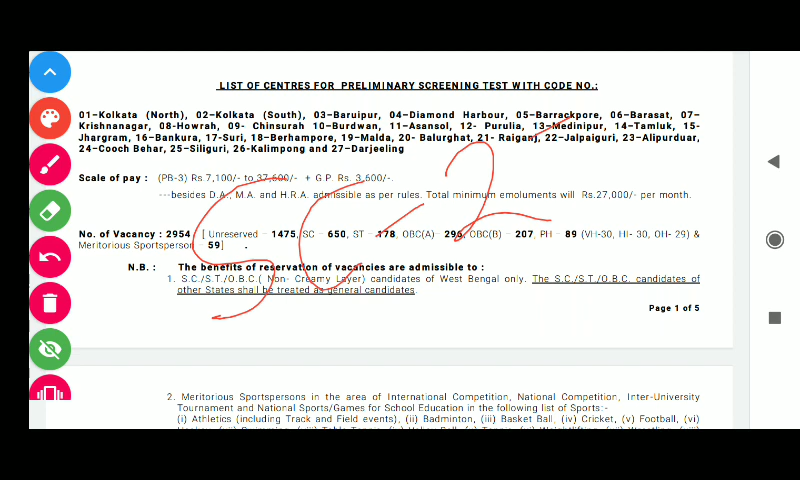 LIST OF CENTRES FOR PRELIMINARY SCREENING TEST WITH CODE NO.:
01-Kolkata (North), 02-Kolkata (South), 03-Baruipur, 04-Diamond Harbour, 05-Barrackpore, 06-Barasat, 07-
Krishnanagar, 08-Howrah, 09- Chinsurah 10-Burdwan, 11-Asansol, 12- Purulia, 13-Medinipur, 14-Tamluk, 15-
Jhargram, 16-Bankura, 17-Suri, 18-Berhampore, 19-Malda, 20- Balurghat, 21- Raiganj, 22-Jalpaiguri, 23-Alipurduar,
24-Cooch Behar, 25-Siliguri, 26-Kalimpong and 27-Darjeeling
Scale of pay : (PB-3) Rs.7,100/- to 37,600/- + G.P. Rs. 3,600/-.
---besides D.A., M.A. and H.R.A. admissible as per rules. Total minimum emoluments will Rs.27,000/- per month.
No. of Vacancy : 2954 [ Unreserved – 1475, SC – 650, ST – 178, OBC(A)- 296, OBC(B) – 207, PH – 89 (VH-30, HI- 30, OH- 29) &
Meritorious Sportsperson – 59] .
N.B. : The benefits of reservation of vacancies are admissible to :
1. S.C./S.T./O.B.C.( Non- Creamy Layer) candidates of West Bengal only. The S.C./S.T./O.B.C. candidates of
other States shall be treated as general candidates.
Page 1 of 5
2. Meritorious Sportspersons in the area of International Competition, National Competition, Inter-University
Tournament and National Sports/Games for School Education in the following list of Sports:-
(i) Athletics (including Track and Field events), (ii) Badminton, (iii) Basket Ball, (iv) Cricket, (v) Football, (vi)